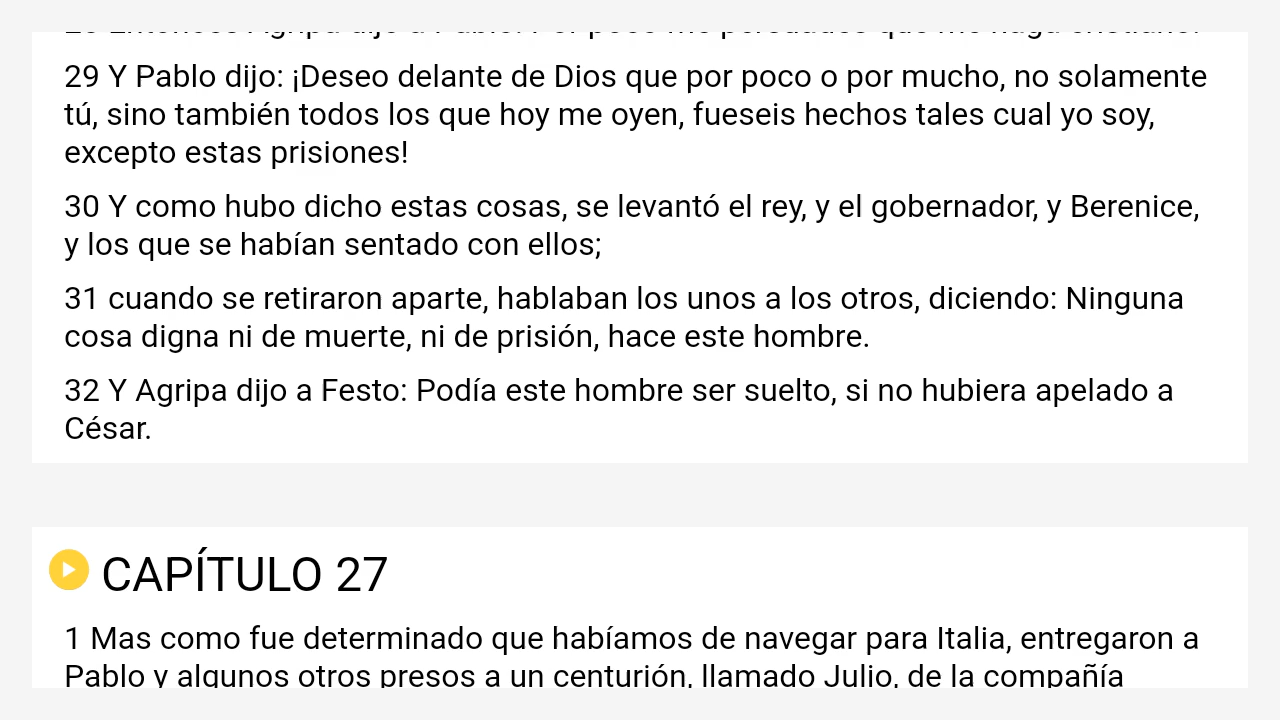 29 Y Pablo dijo: ¡Deseo delante de Dios que por poco o por mucho, no solamente
tú, sino también todos los que hoy me oyen, fueseis hechos tales cual yo soy,
excepto estas prisiones!
30 Y como hubo dicho estas cosas, se levantó el rey, y el gobernador, y Berenice,
y los que se habían sentado con ellos;
31 cuando se retiraron aparte, hablaban los unos a los otros, diciendo: Ninguna
cosa digna ni de muerte, ni de prisión, hace este hombre.
32 Y Agripa dijo a Festo: Podía este hombre ser suelto, si no hubiera apelado a
César.
CAPÍTULO 27
1 Mas como fue determinado que habíamos de navegar para Italia, entregaron a
Pablo y algunos otros presos a un centurión, llamado Julio, de la compañía